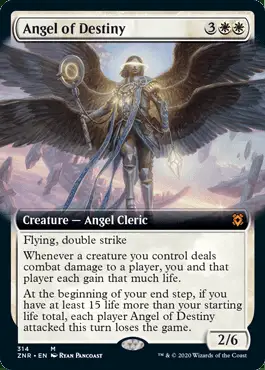 Angel of Destiny 3
Creature — Angel Cleric
Flying, double strike
Whenever a creature you control deals
combat damage to a player, you and that
player each gain that much life.
At the beginning of your end step, if you
have at least 15 life more than your starting
life total, each player Angel of Destiny
attacked this turn loses the game.
2/6
314 M
ZNR • EN RYAN PANCOAST
™ & © 2020 Wizards of the Coast